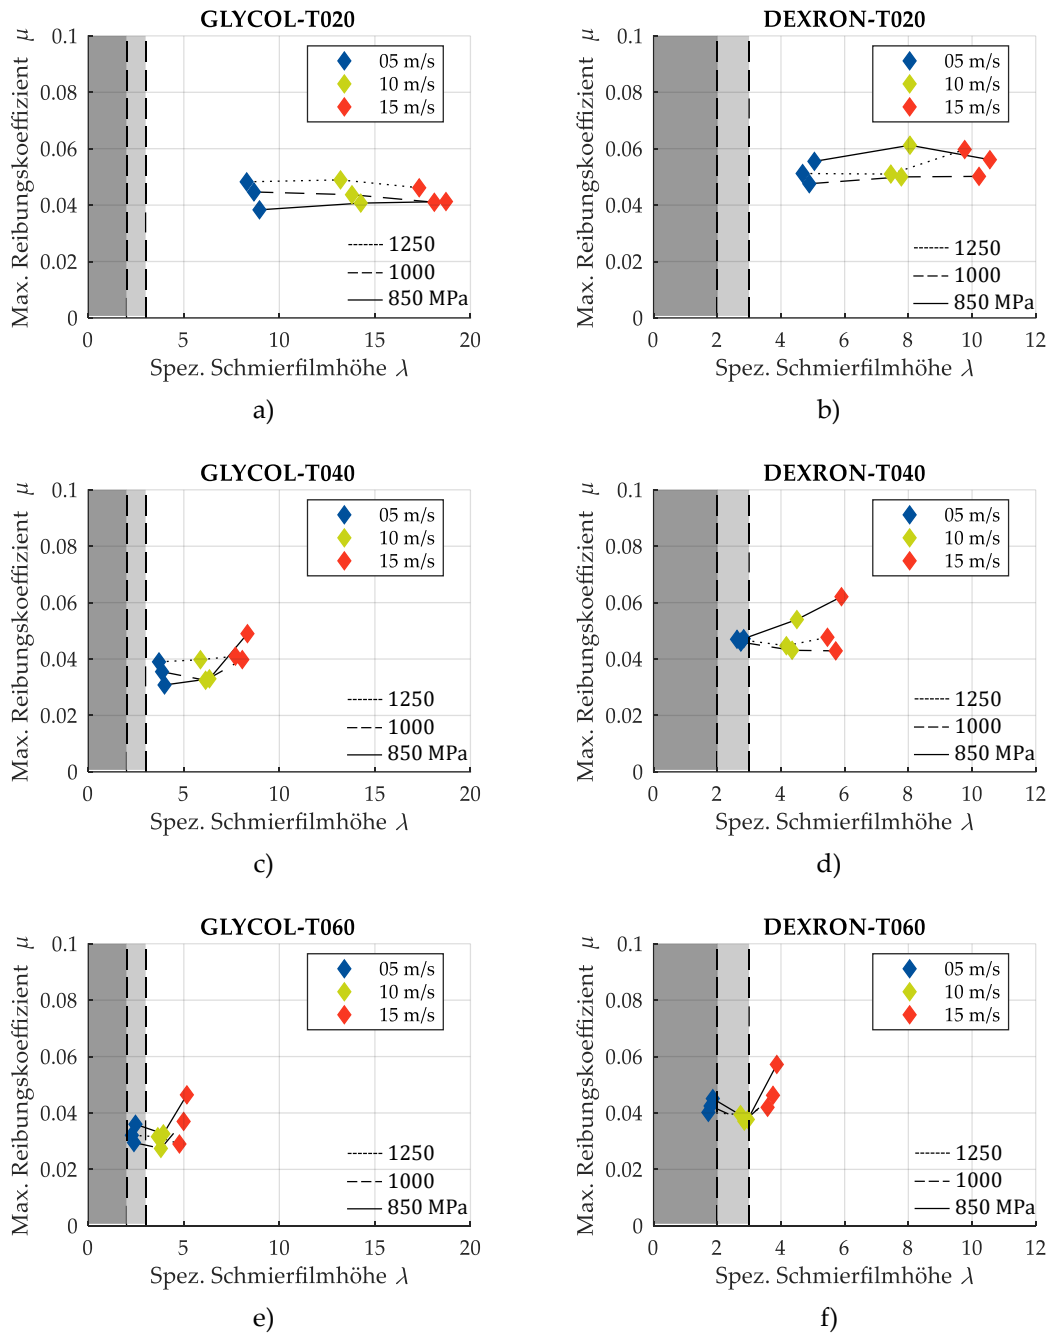 GLYCOL-T020
Max. Reibungskoeffizient μ
0.1
0.08
0.06
0.04
0.02
0
05 m/s
10 m/s
15 m/s
1250
1000
850 MPa
0 5 10 15 20
Spez. Schmierfilmhöhe λ
a)
DEXRON-T020
Max. Reibungskoeffizient μ
0.1
0.08
0.06
0.04
0.02
0
05 m/s
10 m/s
15 m/s
1250
1000
850 MPa
0 2 4 6 8 10 12
Spez. Schmierfilmhöhe λ
b)
GLYCOL-T040
Max. Reibungskoeffizient μ
0.1
0.08
0.06
0.04
0.02
0
05 m/s
10 m/s
15 m/s
1250
1000
850 MPa
0 5 10 15 20
Spez. Schmierfilmhöhe λ
c)
DEXRON-T040
Max. Reibungskoeffizient μ
0.1
0.08
0.06
0.04
0.02
0
05 m/s
10 m/s
15 m/s
1250
1000
850 MPa
0 2 4 6 8 10 12
Spez. Schmierfilmhöhe λ
d)
GLYCOL-T060
Max. Reibungskoeffizient μ
0.1
0.08
0.06
0.04
0.02
0
05 m/s
10 m/s
15 m/s
1250
1000
850 MPa
0 5 10 15 20
Spez. Schmierfilmhöhe λ
e)
DEXRON-T060
Max. Reibungskoeffizient μ
0.1
0.08
0.06
0.04
0.02
0
05 m/s
10 m/s
15 m/s
1250
1000
850 MPa
0 2 4 6 8 10 12
Spez. Schmierfilmhöhe λ
f)